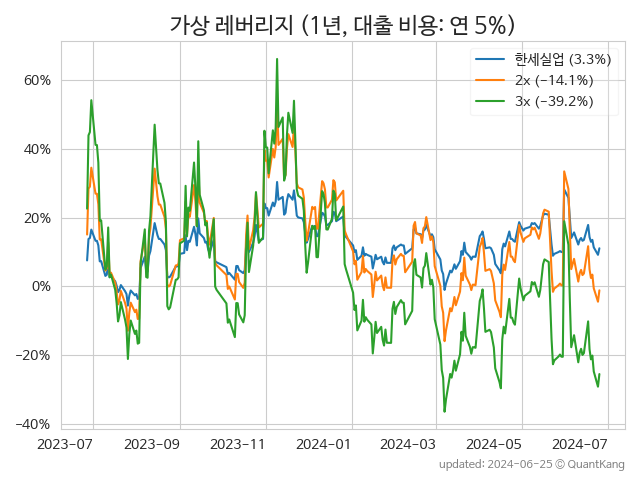 가상 레버리지 (1년, 대출 비용: 연 5%)
한세실업 (3.3%)
2x (−14.1%)
3x (−39.2%)
60%
40%
20%
0%
−20%
−40%
2023-07 2023-09 2023-11 2024-01 2024-03 2024-05 2024-07
updated: 2024-06-25 ⓒ QuantKang